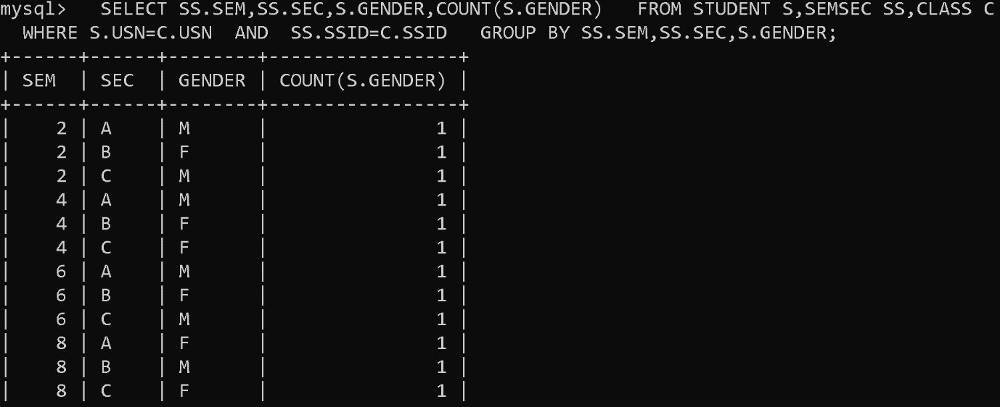 mysql>   SELECT SS.SEM,SS.SEC,S.GENDER,COUNT(S.GENDER)   FROM STUDENT S,SEMSEC SS,CLASS C
  WHERE S.USN=C.USN  AND  SS.SSID=C.SSID   GROUP BY SS.SEM,SS.SEC,S.GENDER;
+------+------+--------+-----------------+
| SEM  | SEC  | GENDER | COUNT(S.GENDER) |
+------+------+--------+-----------------+
|    2 | A    | M      |               1 |
|    2 | B    | F      |               1 |
|    2 | C    | M      |               1 |
|    4 | A    | M      |               1 |
|    4 | B    | F      |               1 |
|    4 | C    | F      |               1 |
|    6 | A    | M      |               1 |
|    6 | B    | F      |               1 |
|    6 | C    | M      |               1 |
|    8 | A    | F      |               1 |
|    8 | B    | M      |               1 |
|    8 | C    | F      |               1 |